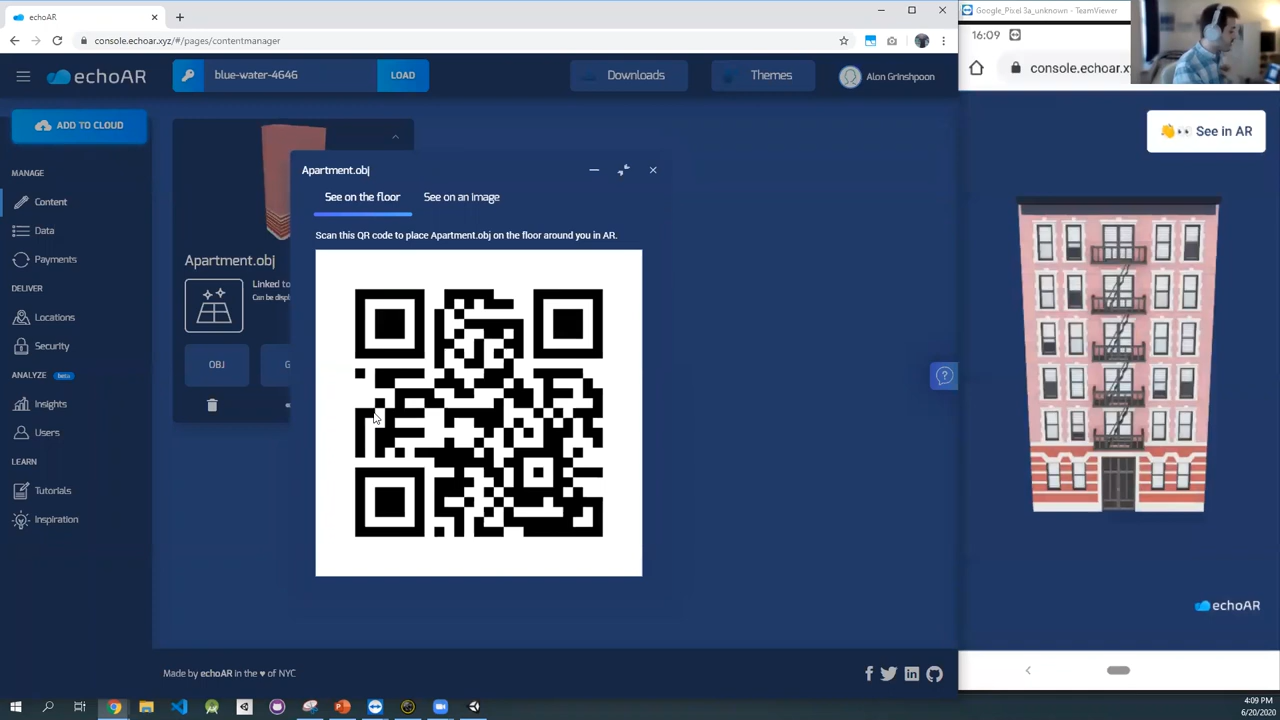 echoAR
console.echoar.xyz/#/pages/contentmanager
echoAR
blue-water-4646
LOAD
Downloads
Themes
Alon Grinshpoon
ADD TO CLOUD
MANAGE
Content
Data
Payments
DELIVER
Locations
Security
ANALYZE beta
Insights
Users
LEARN
Tutorials
Inspiration
Apartment.obj
Linked to
Can be displ
OBJ
G
Apartment.obj
See on the floor
See on an image
Scan this QR code to place Apartment.obj on the floor around you in AR.
Made by echoAR in the ♥ of NYC
Google_Pixel 3a_unknown - TeamViewer
16:09
console.echoar.xy
👏👀 See in AR
echoAR
4:09 PM
6/20/2020